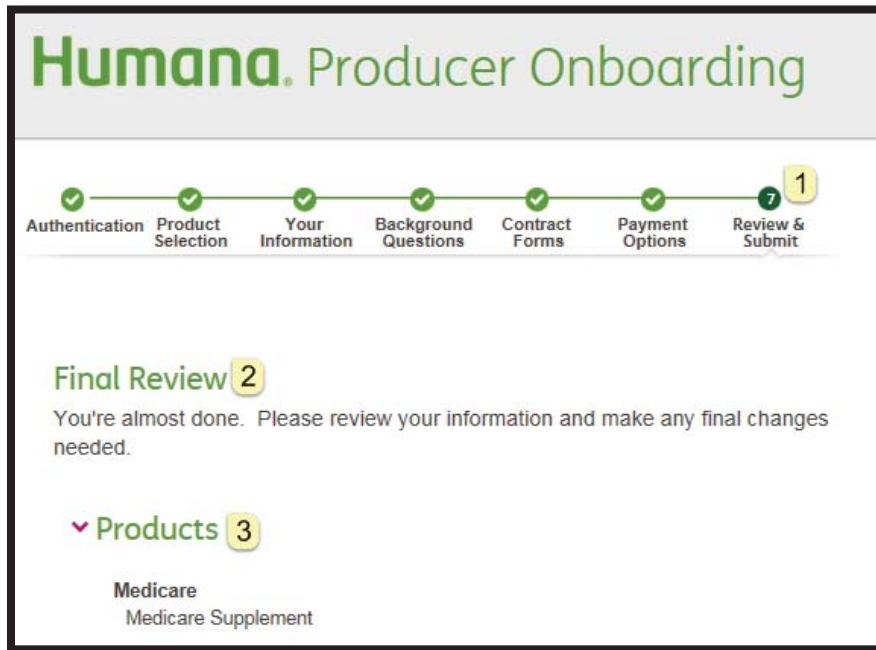 Humana. Producer Onboarding
7 1
Authentication Product Selection Your Information Background Questions Contract Forms Payment Options Review & Submit
Final Review 2
You're almost done. Please review your information and make any final changes
needed.
Products 3
Medicare
Medicare Supplement